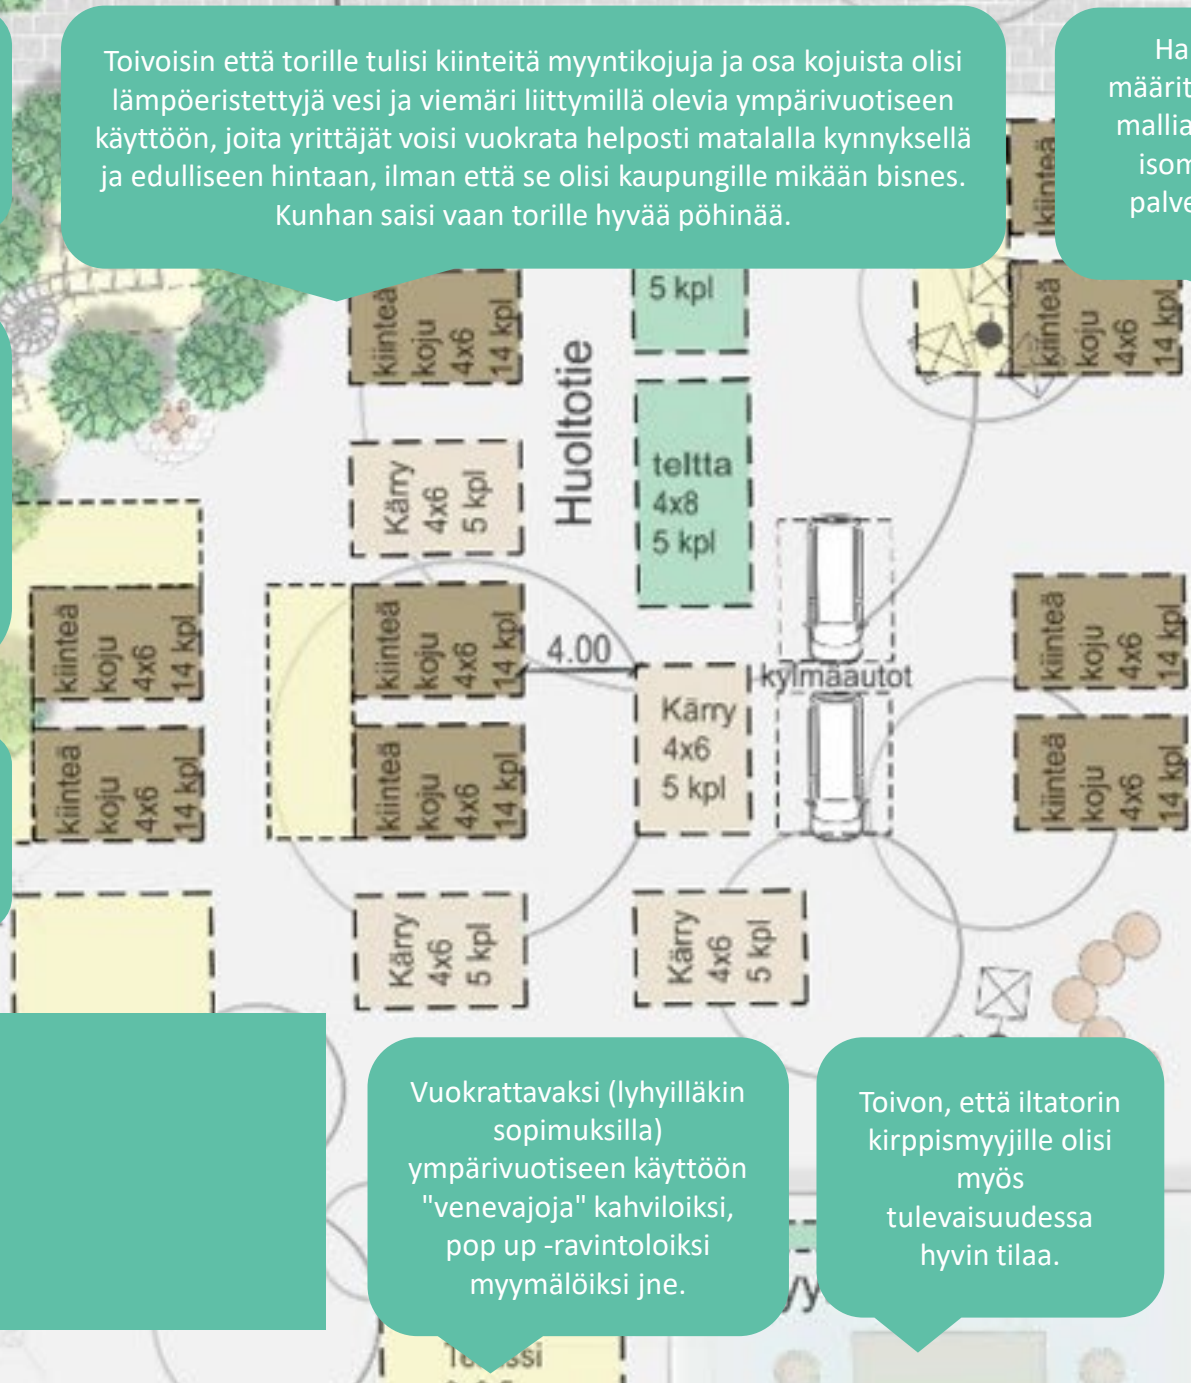 Toivoisin että torille tulisi kiinteitä myyntikojuja ja osa kojuista olisi
lämpöeristettyjä vesi ja viemäri liittymillä olevia ympärivuotiseen
käyttöön, joita yrittäjät voisi vuokrata helposti matalalla kynnyksellä
ja edulliseen hintaan, ilman että se olisi kaupungille mikään bisnes.
Kunhan saisi vaan torille hyvää pöhinää.
Ha
määrit
mallia
isom
palve
kiinteä
kiinteä
koju
4x6
14 kpl
5 kpl
kiinteä
koju
4x6
14 kpl
Huoltotie
Kärry
4x6
5 kpl
teltta
4x8
5 kpl
kiinteä
koju
4x6
14 kpl
kiinteä
koju
4x6
14 kpl
4.00
kylmäautot
kiinteä
koju
4x6
14 kpl
Kärry
4x6
5 kpl
kiinteä
koju
4x6
14 kpl
kiinteä
koju
4x6
14 kpl
kiinteä
koju
4x6
14 kpl
Kärry
4x6
5 kpl
Kärry
4x6
5 kpl
Vuokrattavaksi (lyhyilläkin
sopimuksilla)
ympärivuotiseen käyttöön
"venevajoja" kahviloiksi,
pop up -ravintoloiksi
myymälöiksi jne.
Toivon, että iltatorin
kirppismyyjille olisi
myös
tulevaisuudessa
hyvin tilaa.